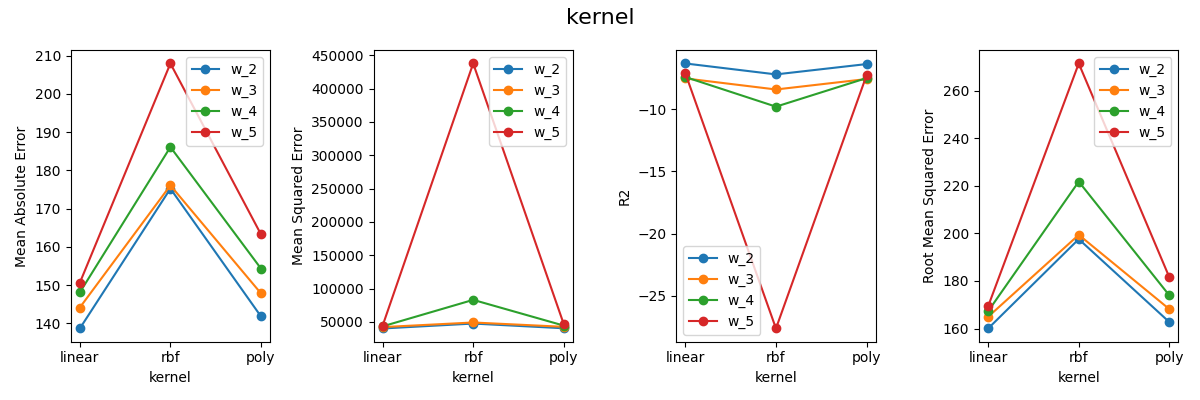 kernel
Mean Absolute Error
210
200
190
180
170
160
150
140
linear
rbf
poly
kernel
w_2
w_3
w_4
w_5
Mean Squared Error
450000
400000
350000
300000
250000
200000
150000
100000
50000
linear
rbf
poly
kernel
w_2
w_3
w_4
w_5
R2
−10
−15
−20
−25
linear
rbf
poly
kernel
w_2
w_3
w_4
w_5
Root Mean Squared Error
260
240
220
200
180
160
linear
rbf
poly
kernel
w_2
w_3
w_4
w_5